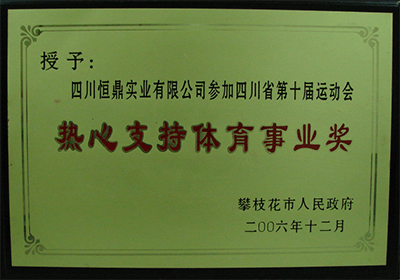 授予：
四川恒鼎实业有限公司参加四川省第十届运动会
热心支持体育事业奖
攀枝花市人民政府
二00六年十二月